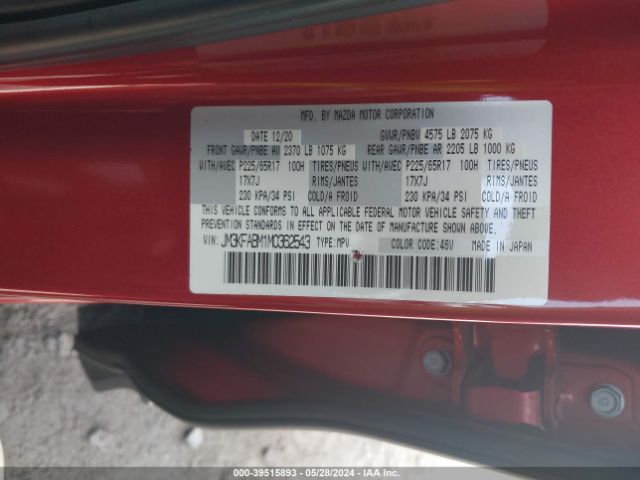 MFD. BY MAZDA MOTOR CORPORATION
DATE 12/20 GVWR/PNBV 4575 LB 2075 KG
FRONT GAWR/PNBE AV 2370 LB 1075 KG REAR GAWR/PNBE AR 2205 LB 1000 KG
WITH/AVEC P225/65R17 100H TIRES/PNEUS WITH/AVEC P225/65R17 100H TIRES/PNEUS
17X7J RIMS/JANTES 17X7J RIMS/JANTES
230 KPA/34 PSI COLD/A FROID 230 KPA/34 PSI COLD/A FROID
THIS VEHICLE CONFORMS TO ALL APPLICABLE FEDERAL MOTOR VEHICLE SAFETY AND THEFT
PREVENTION STANDARDS IN EFFECT ON THE DATE OF MANUFACTURE SHOWN ABOVE.
VIN: JM3KFABM1M0362543 TYPE:MPV COLOR CODE:46V MADE IN JAPAN
000-39515893 - 05/28/2024 - IAA Inc.